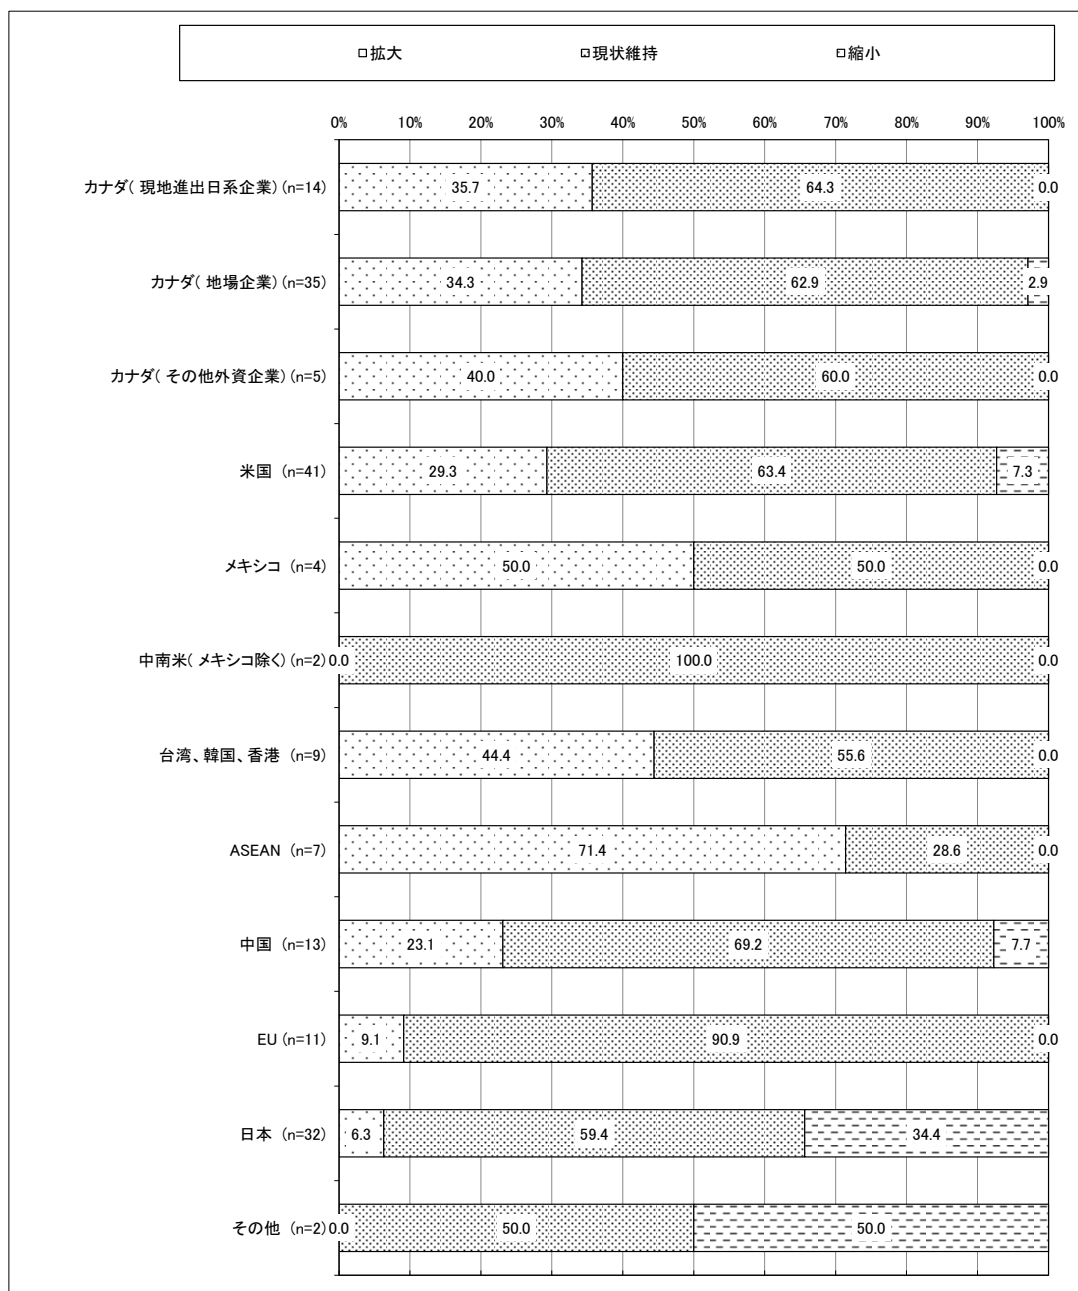 拡大 現状維持 縮小
0% 10% 20% 30% 40% 50% 60% 70% 80% 90% 100%
カナダ(現地進出日系企業)(n=14) 35.7 64.3 0.0
カナダ(地場企業)(n=35) 34.3 62.9 2.9
カナダ(その他外資企業)(n=5) 40.0 60.0 0.0
米国 (n=41) 29.3 63.4 7.3
メキシコ (n=4) 50.0 50.0 0.0
中南米(メキシコ除く)(n=2) 0.0 100.0 0.0
台湾、韓国、香港 (n=9) 44.4 55.6 0.0
ASEAN (n=7) 71.4 28.6 0.0
中国 (n=13) 23.1 69.2 7.7
EU (n=11) 9.1 90.9 0.0
日本 (n=32) 6.3 59.4 34.4
その他 (n=2) 0.0 50.0 50.0